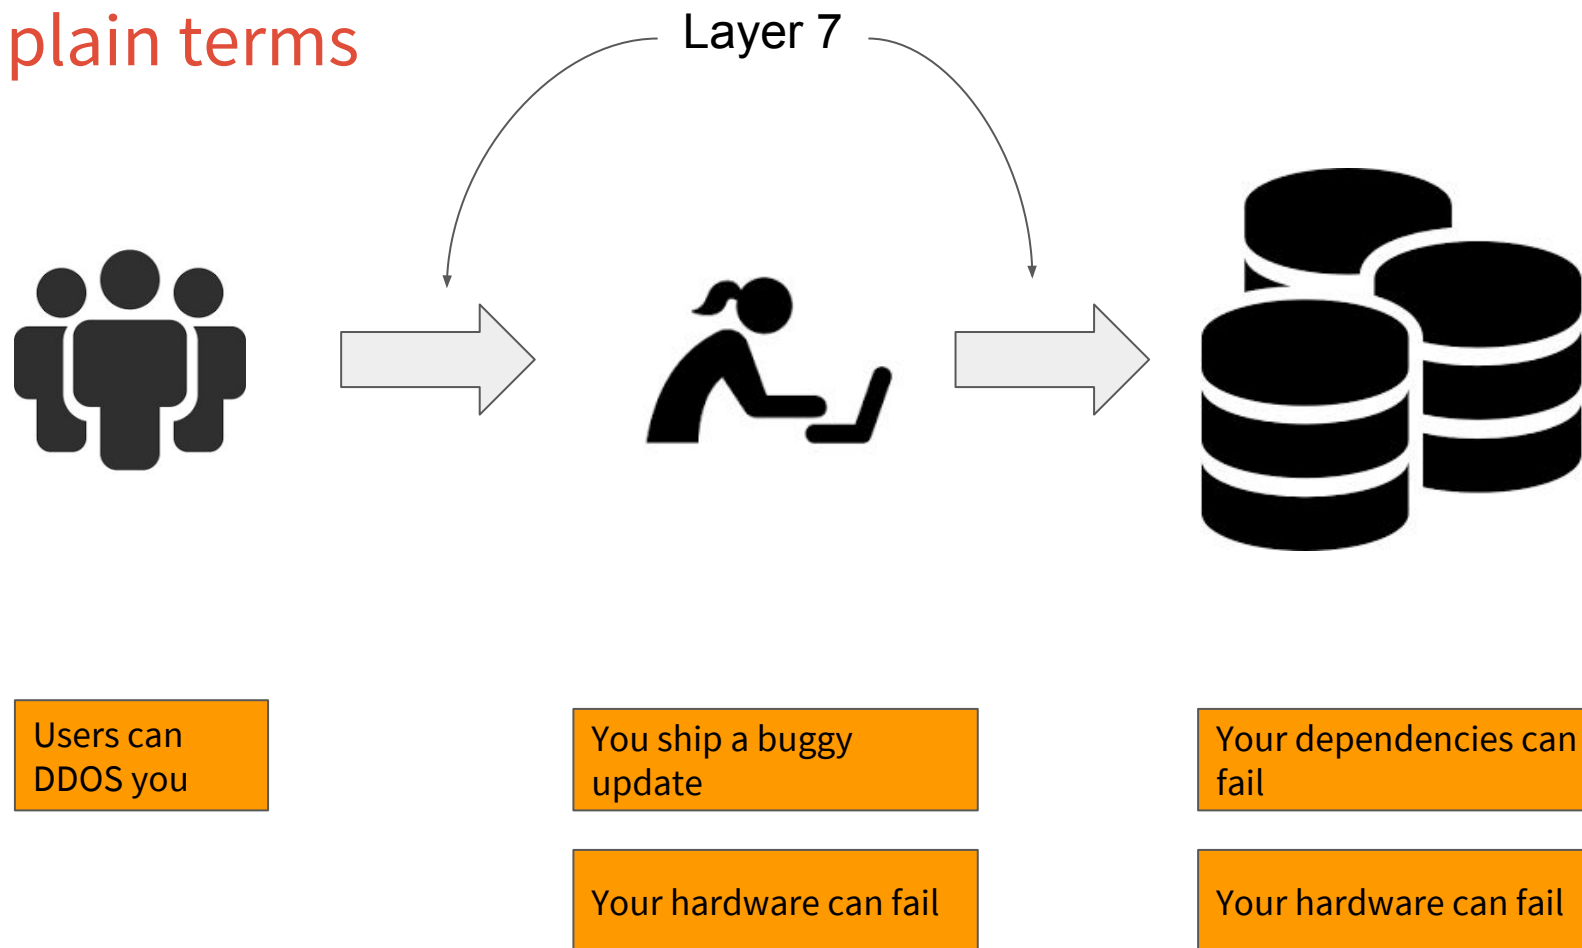 plain terms
Layer 7
Users can
DDOS you
You ship a buggy
update
Your dependencies can
fail
Your hardware can fail
Your hardware can fail